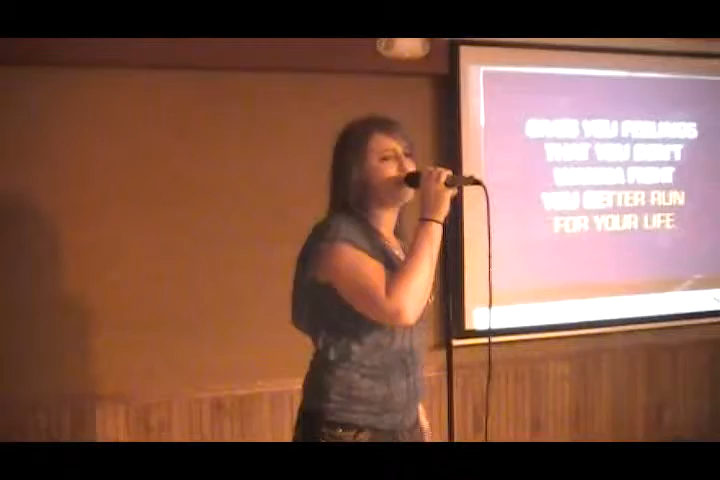 GIVES YOU FEELINGS
THAT YOU DON'T
WANNA FIGHT
YOU BETTER RUN
FOR YOUR LIFE